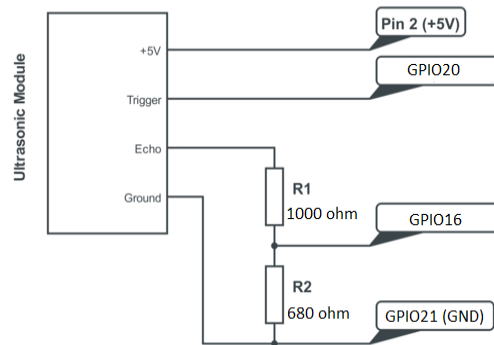 Ultrasonic Module
+5V
Pin 2 (+5V)
Trigger
GPIO20
Echo
R1
1000 ohm
Ground
GPIO16
R2
680 ohm
GPIO21 (GND)